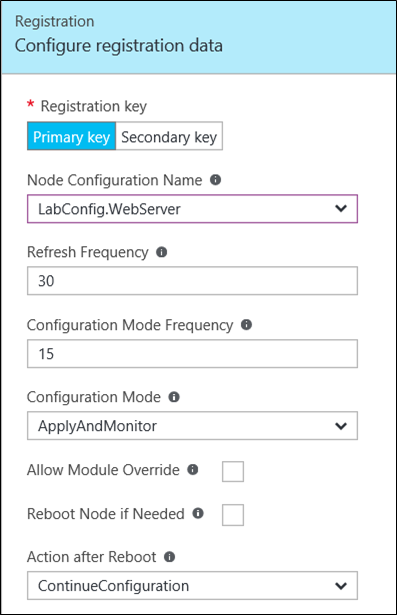 Registration
Configure registration data
* Registration key
Primary key Secondary key
Node Configuration Name
LabConfig.WebServer
Refresh Frequency
30
Configuration Mode Frequency
15
Configuration Mode
ApplyAndMonitor
Allow Module Override
Reboot Node if Needed
Action after Reboot
ContinueConfiguration